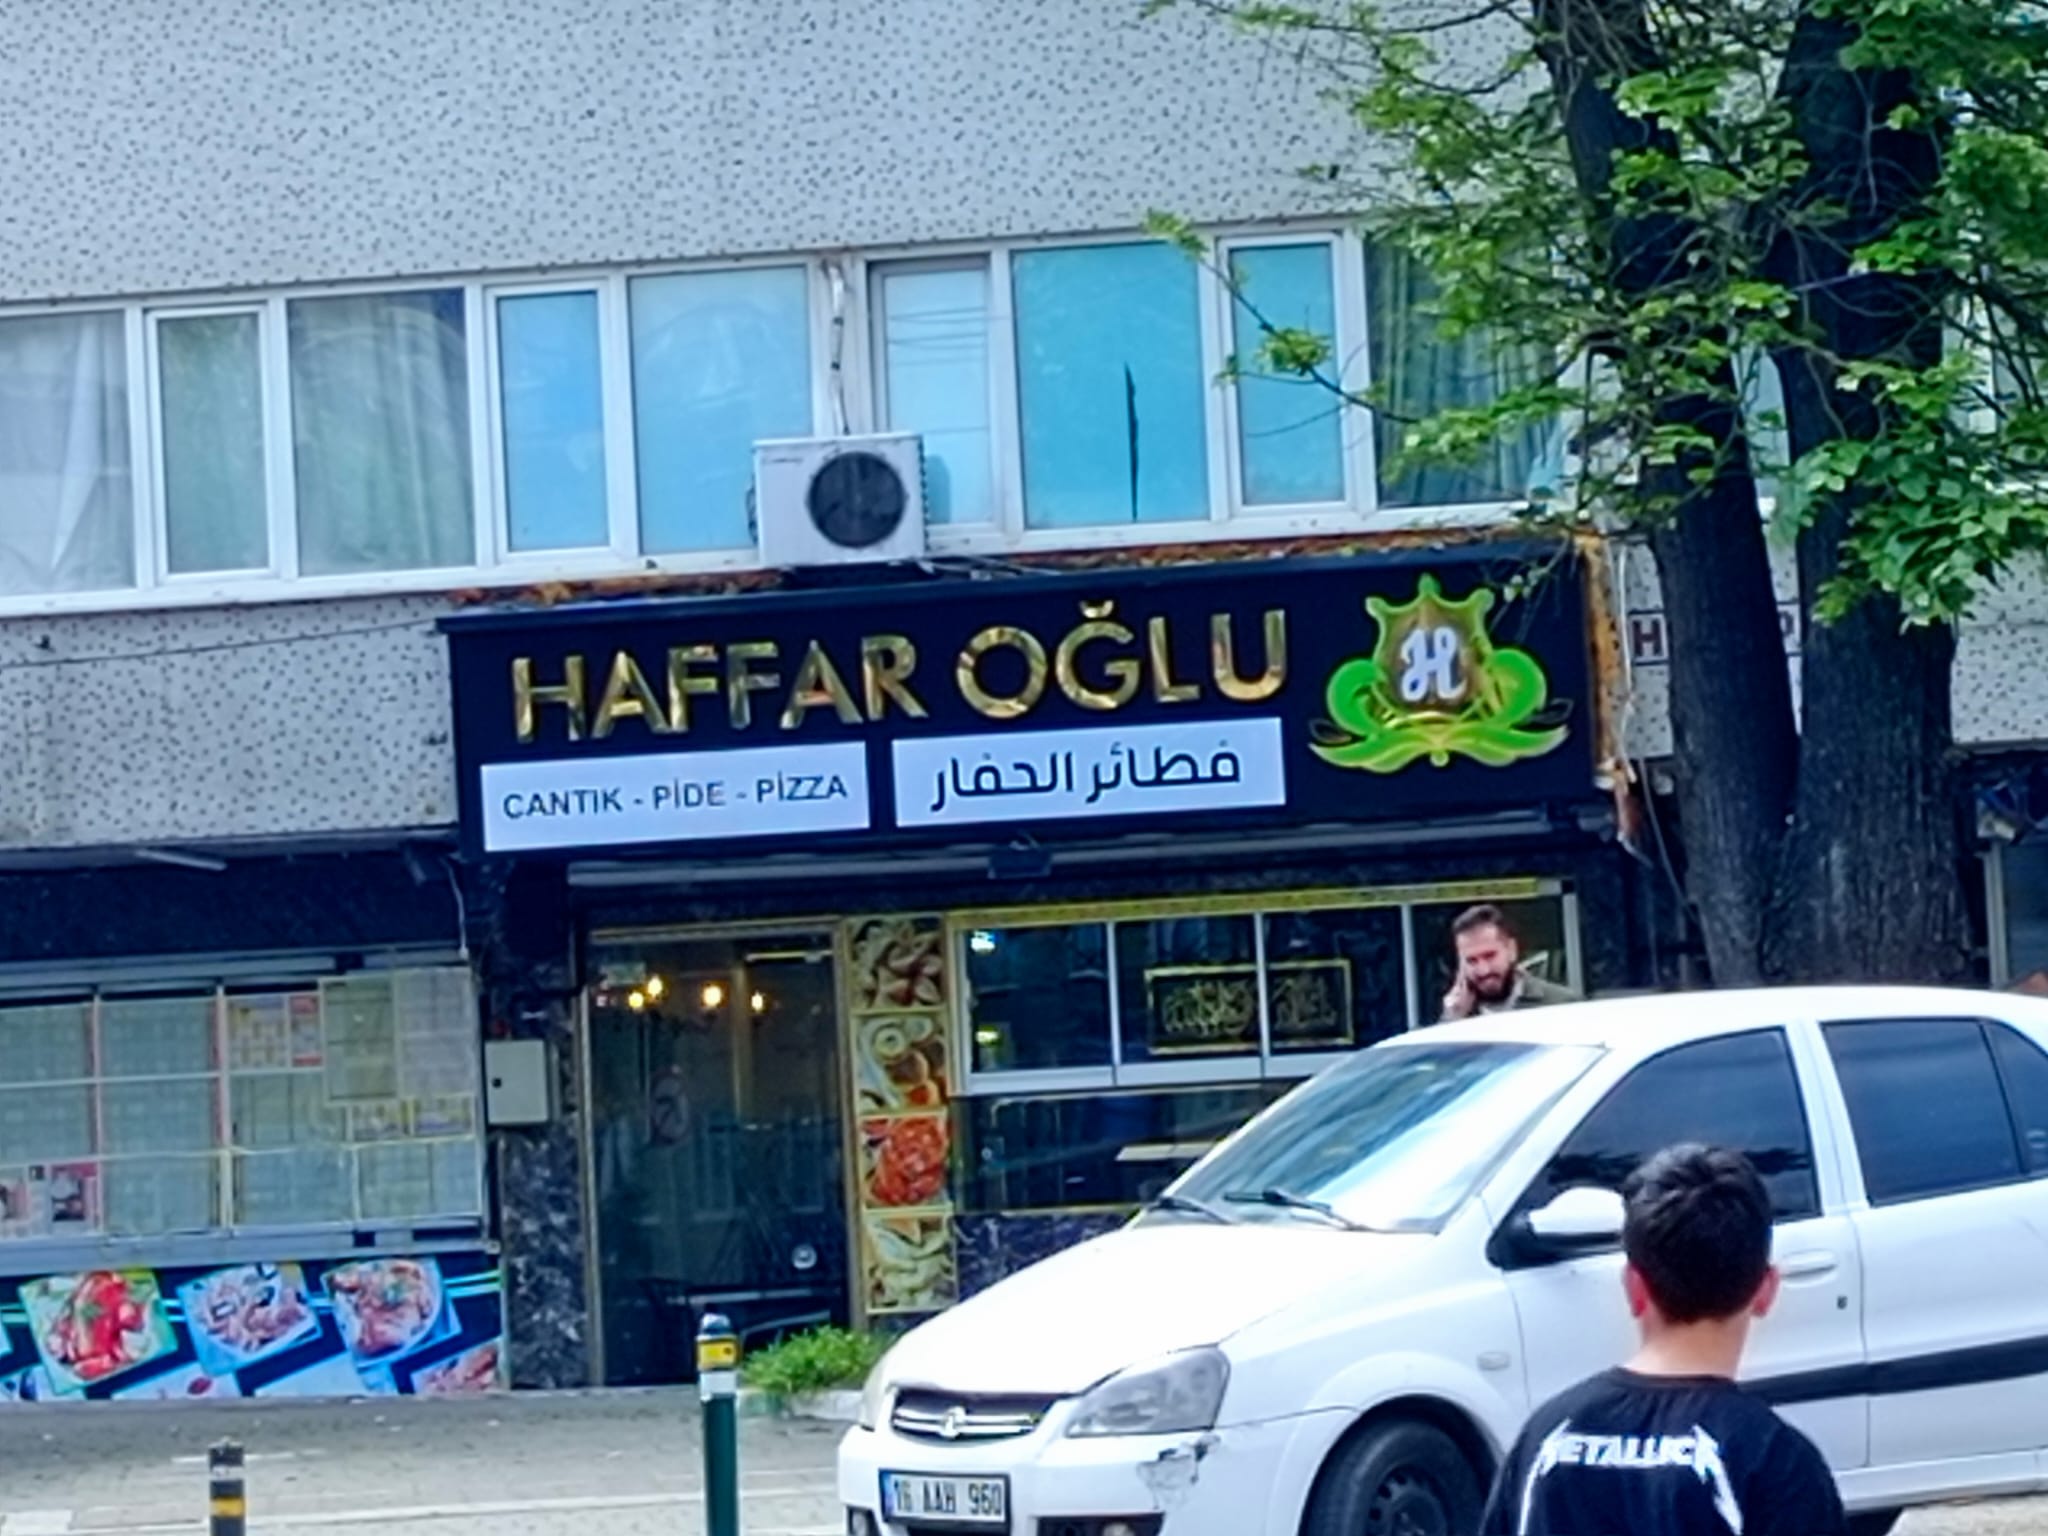 HAFFAR OĞLU
H
CANTIK - PİDE - PİZZA
فطائر الحفار
16 AAH 960
METALLICA